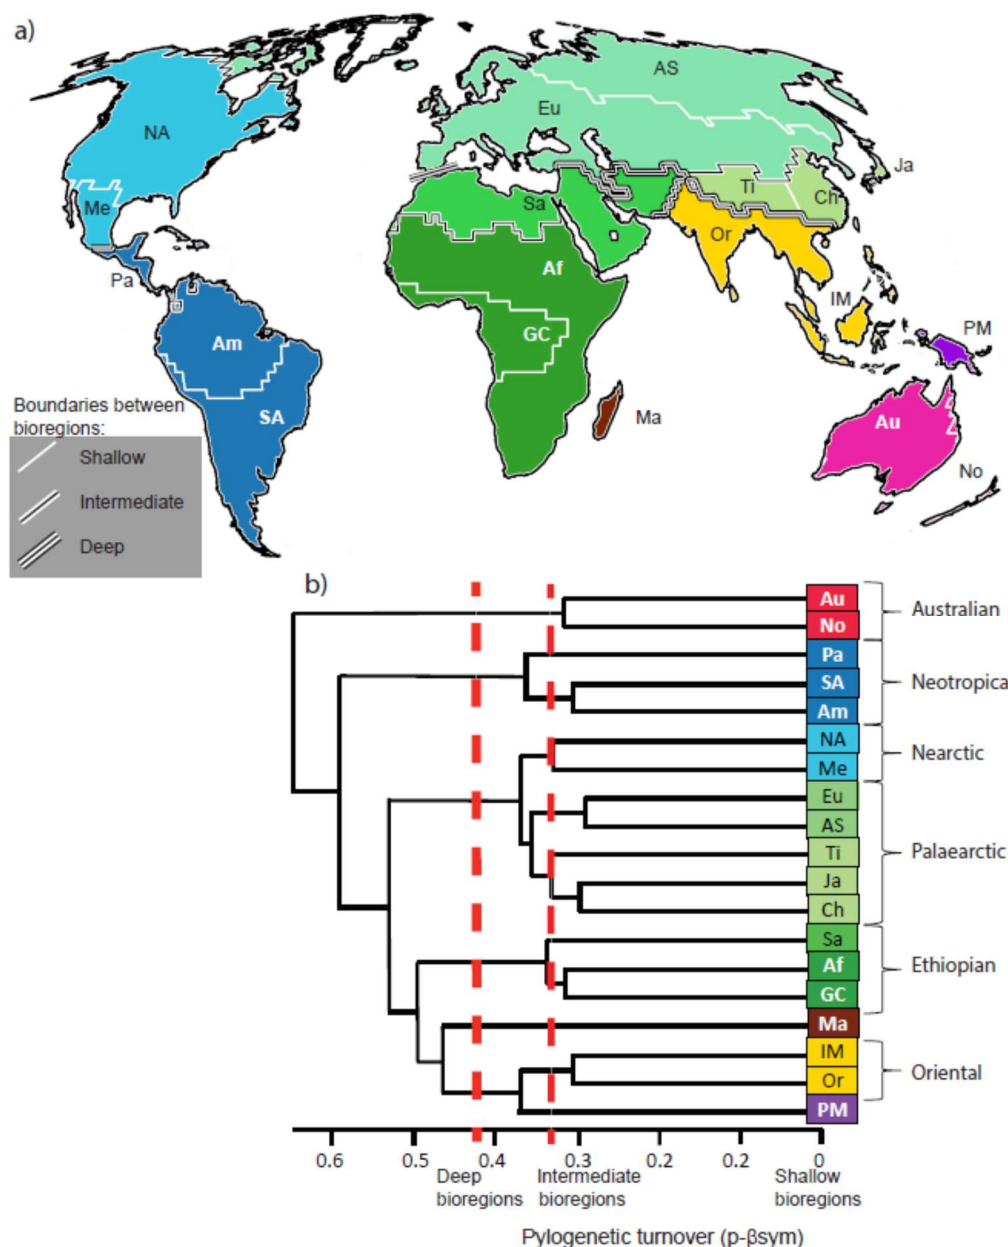 a)
AS
NA
Eu
Ja
Ti
Me
Ch
Sa
Or
Pa
Af
IM
PM
Am
GC
Boundaries between
bioregions:
SA
Ma
Au
Shallow
No
Intermediate
Deep
b)
Au
Australian
No
Pa
SA
Neotropica
Am
NA
Nearctic
Me
Eu
AS
Ti
Palaearctic
Ja
Ch
Sa
Af
Ethiopian
GC
Ma
IM
Oriental
Or
PM
0.6 0.5 0.4 0.3 0.2 0.2 0
Deep bioregions
Intermediate bioregions
Shallow bioregions
Pylogenetic turnover (p-βsym)